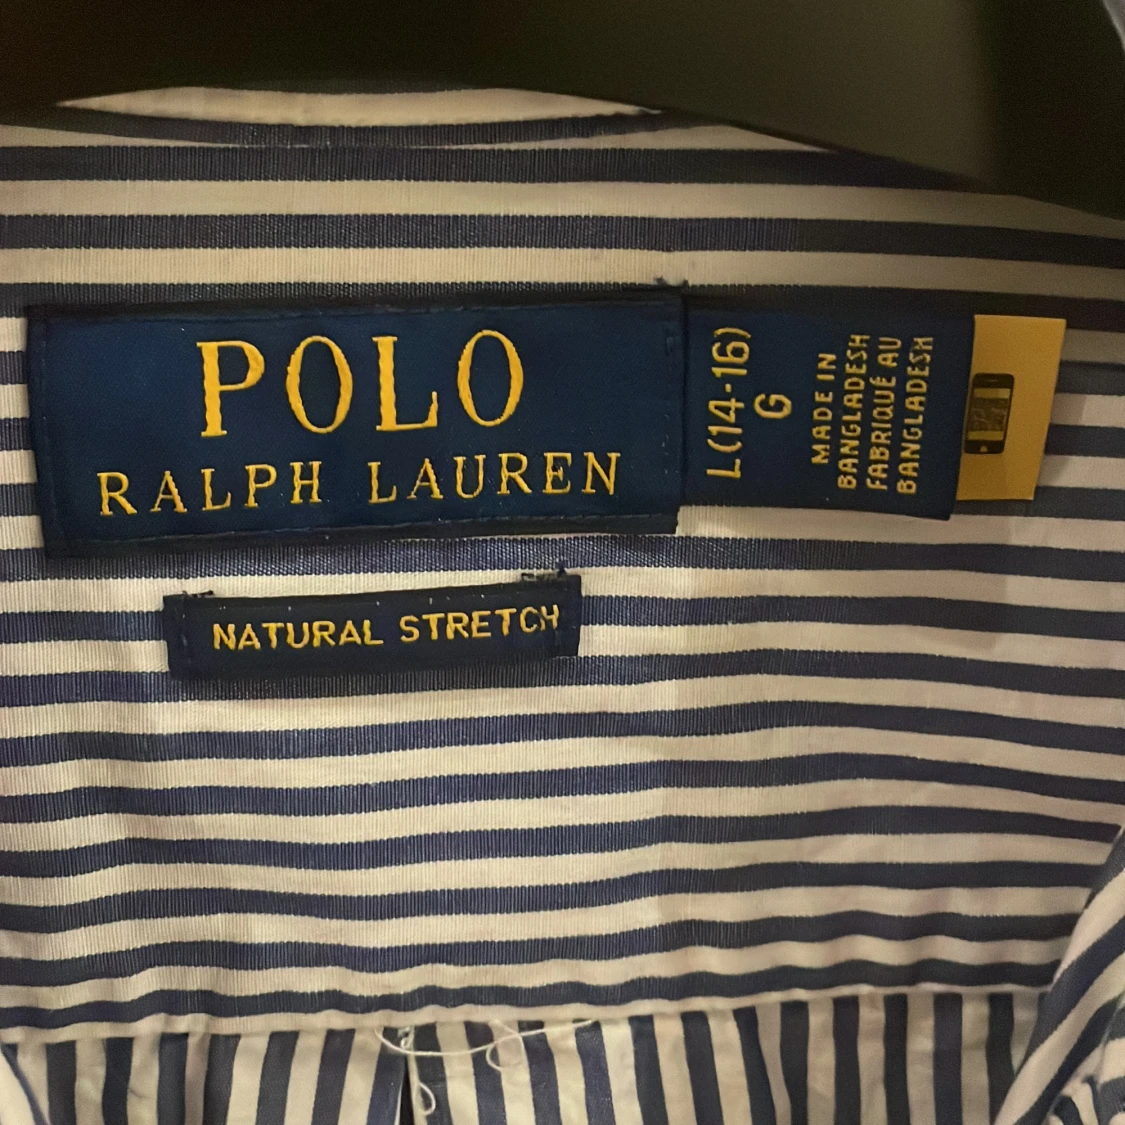 POLO
RALPH LAUREN
L(14-16)
G
MADE IN
BANGLADESH
FABRIQUÉ AU
BANGLADESH
NATURAL STRETCH